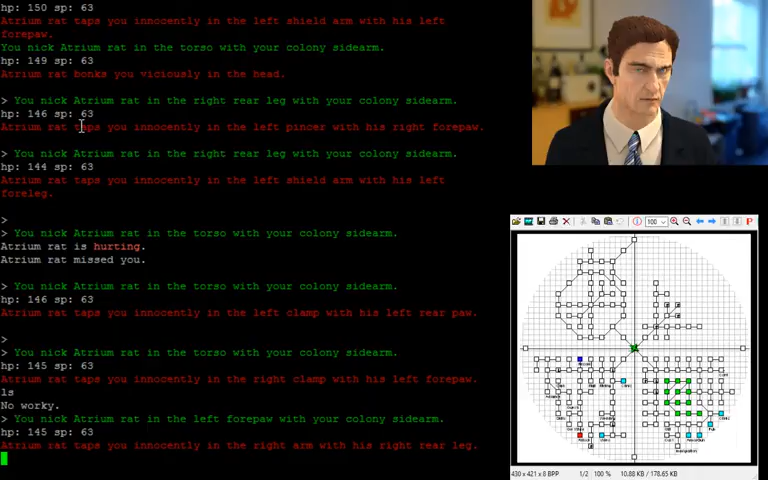 hp: 150 sp: 63
Atrium rat taps you innocently in the left shield arm with his left
forepaw.
You nick Atrium rat in the torso with your colony sidearm.
hp: 149 sp: 63
Atrium rat bonks you viciously in the head.
> You nick Atrium rat in the right rear leg with your colony sidearm.
hp: 146 sp: 63
Atrium rat taps you innocently in the left pincer with his right forepaw.
> You nick Atrium rat in the right rear leg with your colony sidearm.
hp: 144 sp: 63
Atrium rat taps you innocently in the left shield arm with his left
foreleg.
>
> You nick Atrium rat in the torso with your colony sidearm.
Atrium rat is hurting.
Atrium rat missed you.
> You nick Atrium rat in the torso with your colony sidearm.
hp: 146 sp: 63
Atrium rat taps you innocently in the left clamp with his left rear paw.
>
> You nick Atrium rat in the torso with your colony sidearm.
hp: 145 sp: 63
Atrium rat taps you innocently in the right clamp with his left forepaw.
ls
No worky.
> You nick Atrium rat in the left forepaw with your colony sidearm.
hp: 145 sp: 63
Atrium rat taps you innocently in the right arm with his right rear leg.
100
430 x 421 x 8 BPP 1/2 100 % 10.88 KB / 178.65 KB